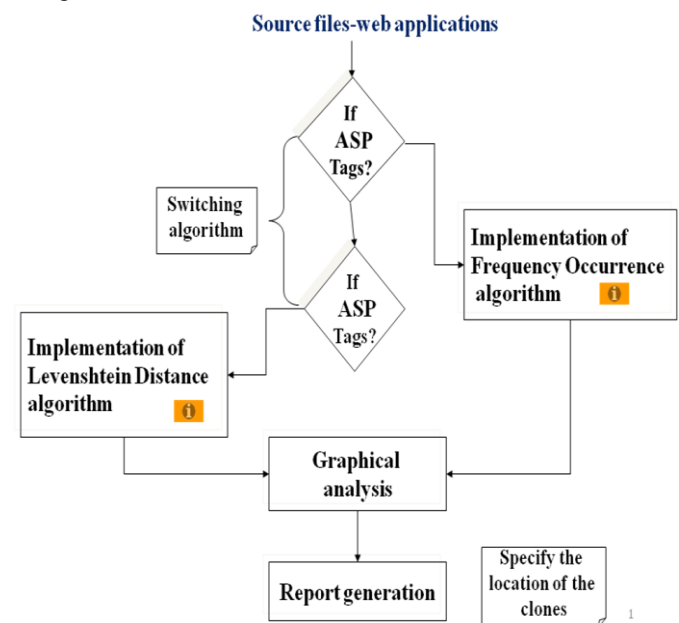 Source files-web applications
If
ASP
Tags?
Switching
algorithm
Implementation of
Frequency Occurrence
algorithm
i
If
ASP
Tags?
Implementation of
Levenshtein Distance
algorithm
i
Graphical
analysis
Report generation
Specify the
location of the
clones
1